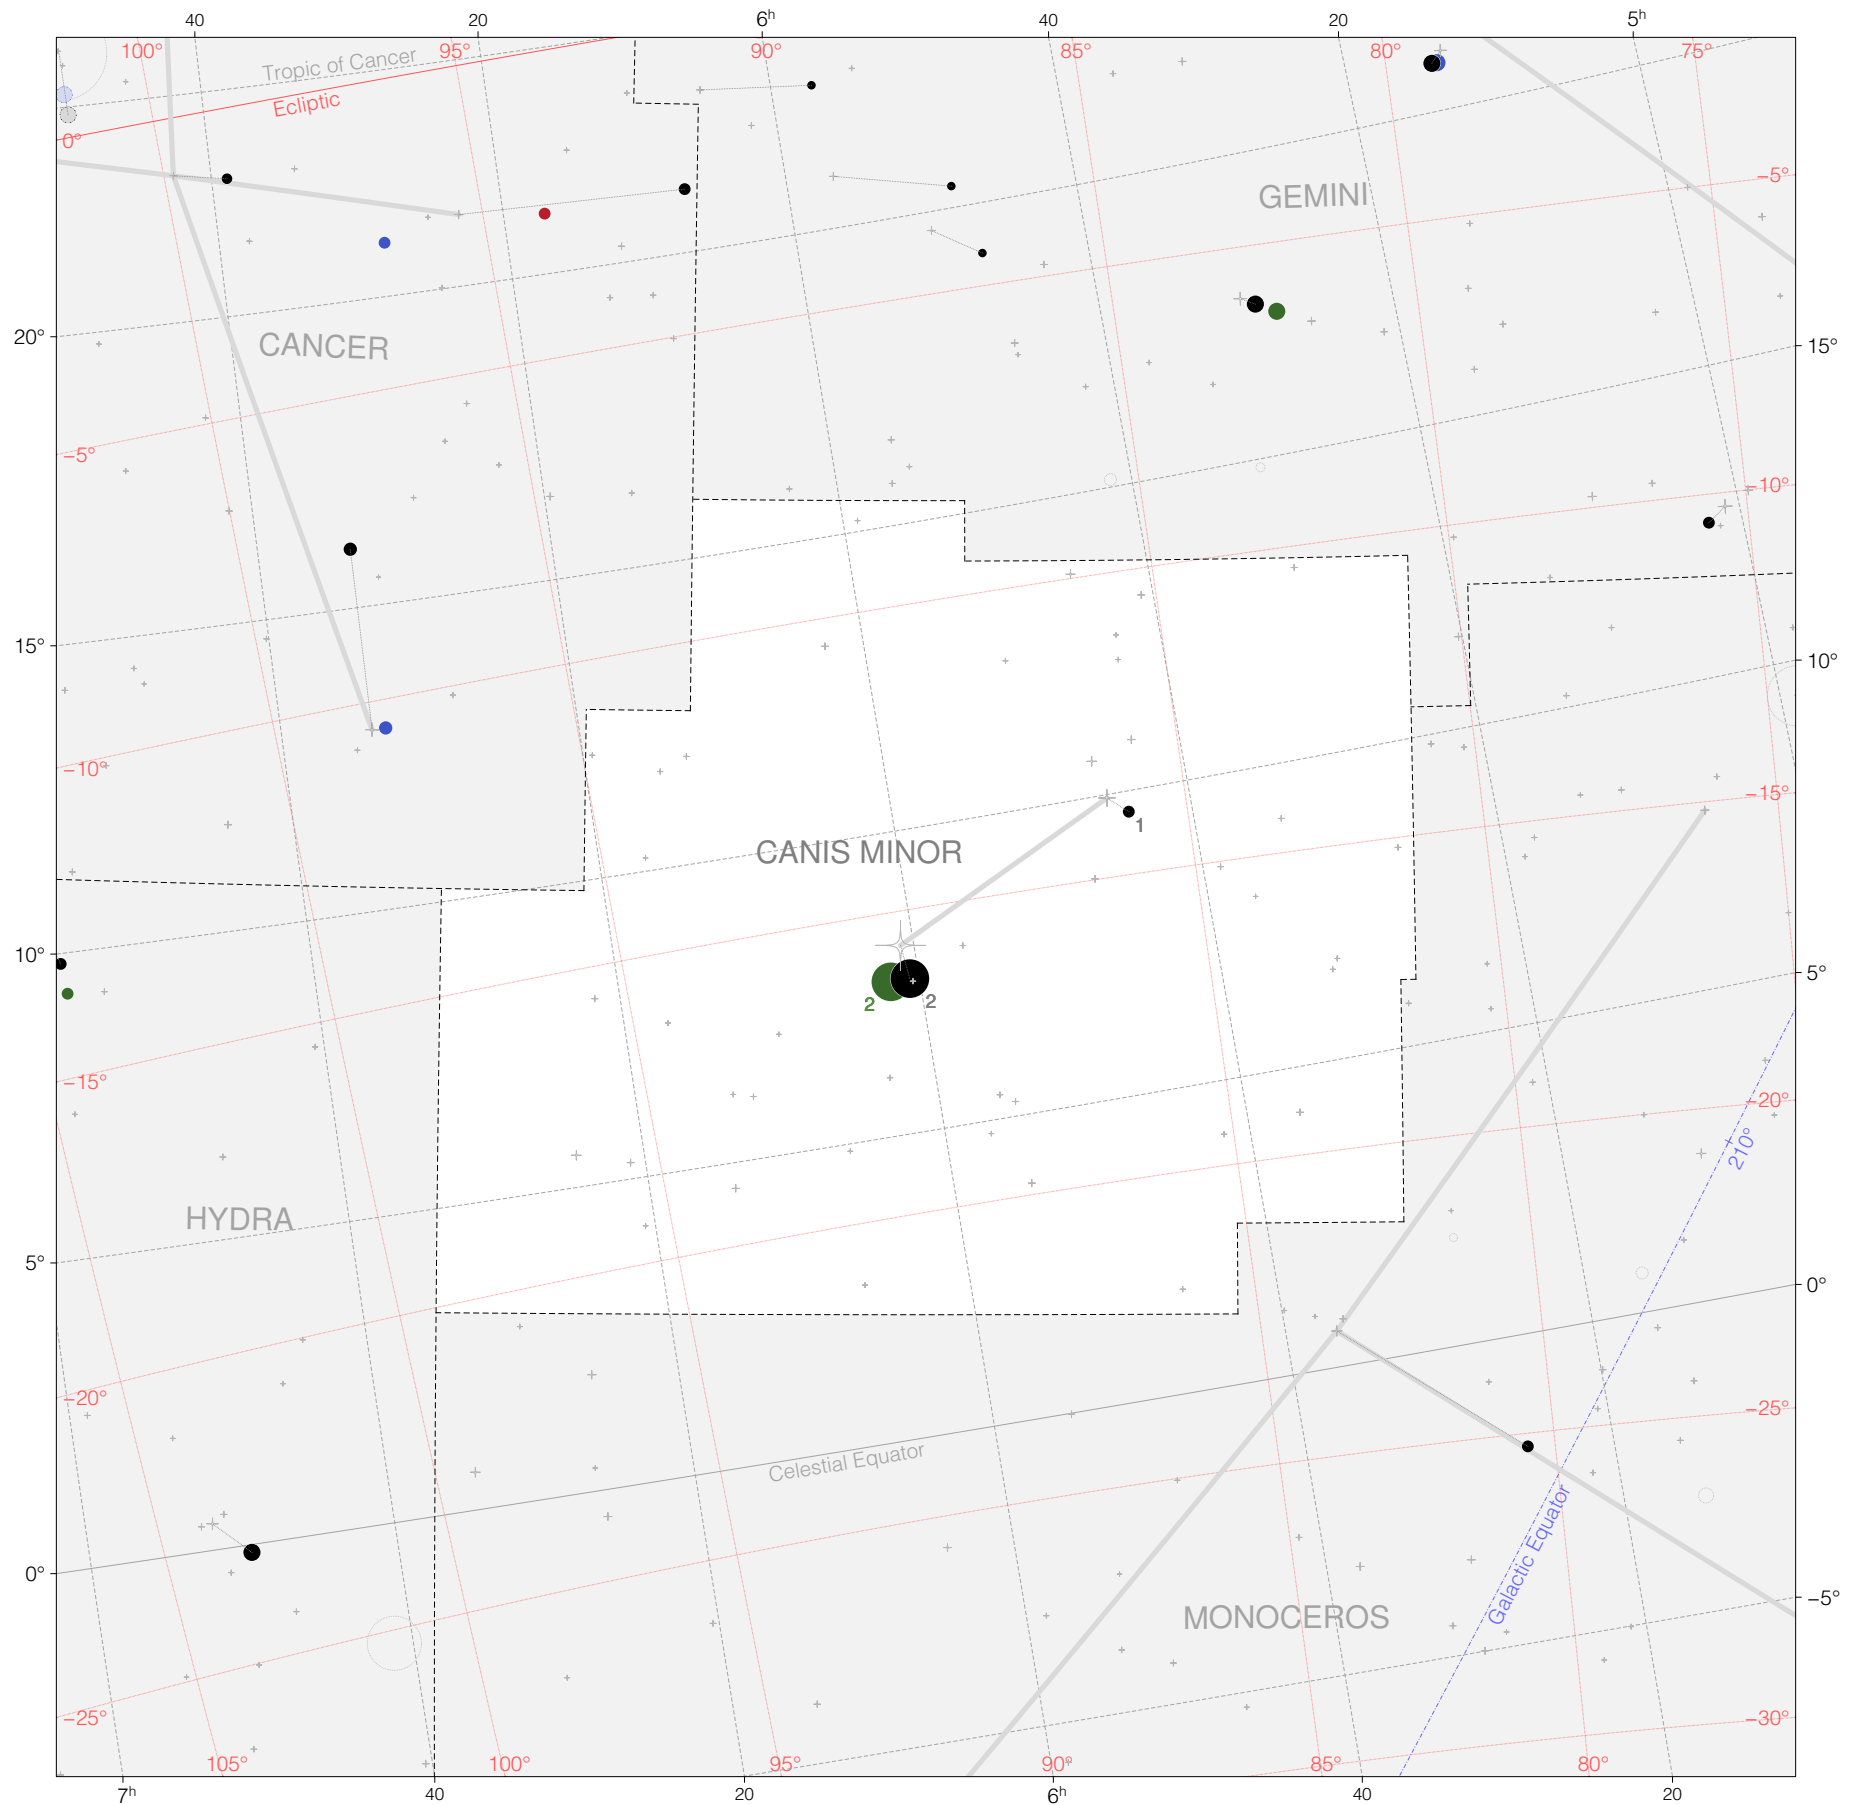 40 20 6h 40 20 5h
100° 95° 90° 85° 80° 75°
Tropic of Cancer
Ecliptic
0°
−5°
GEMINI
20°
CANCER
15°
−5°
−10°
15°
10°
−10°
−15°
1
CANIS MINOR
10°
5°
2 2
−15°
−20°
210°
HYDRA
5°
0°
−20°
−25°
Celestial Equator
Galactic Equator
0°
−5°
MONOCEROS
−25°
−30°
105° 100° 95° 90° 85° 80°
7h 40 20 6h 40 20